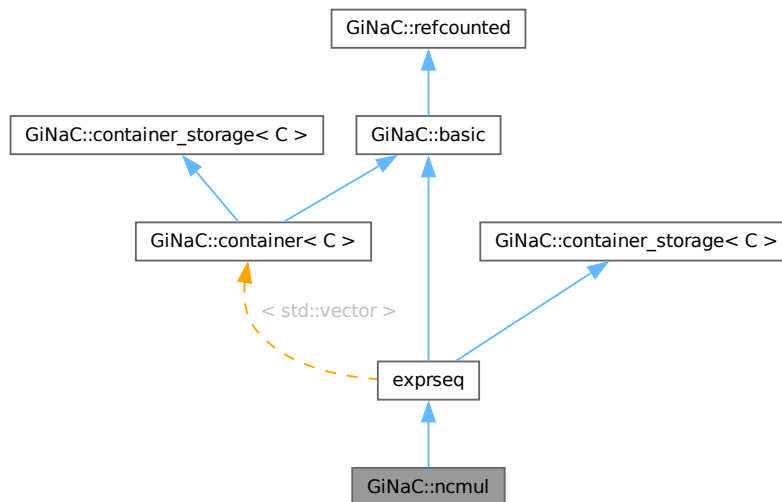 GiNaC::refcounted
GiNaC::container_storage< C >
GiNaC::basic
GiNaC::container< C >
GiNaC::container_storage< C >
< std::vector >
exprseq
GiNaC::ncmul